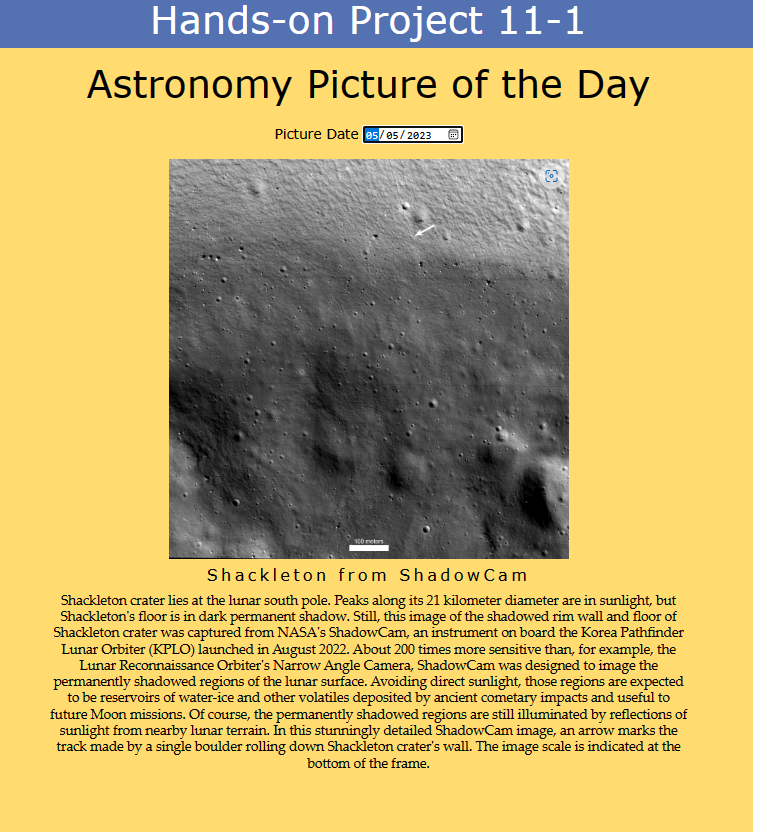 Hands-on Project 11-1
Astronomy Picture of the Day
Picture Date 05/05/2023
100 meters
Shackleton from ShadowCam
Shackleton crater lies at the lunar south pole. Peaks along its 21 kilometer diameter are in sunlight, but
Shackleton's floor is in dark permanent shadow. Still, this image of the shadowed rim wall and floor of
Shackleton crater was captured from NASA's ShadowCam, an instrument on board the Korea Pathfinder
Lunar Orbiter (KPLO) launched in August 2022. About 200 times more sensitive than, for example, the
Lunar Reconnaissance Orbiter's Narrow Angle Camera, ShadowCam was designed to image the
permanently shadowed regions of the lunar surface. Avoiding direct sunlight, those regions are expected
to be reservoirs of water-ice and other volatiles deposited by ancient cometary impacts and useful to
future Moon missions. Of course, the permanently shadowed regions are still illuminated by reflections of
sunlight from nearby lunar terrain. In this stunningly detailed ShadowCam image, an arrow marks the
track made by a single boulder rolling down Shackleton crater's wall. The image scale is indicated at the
bottom of the frame.